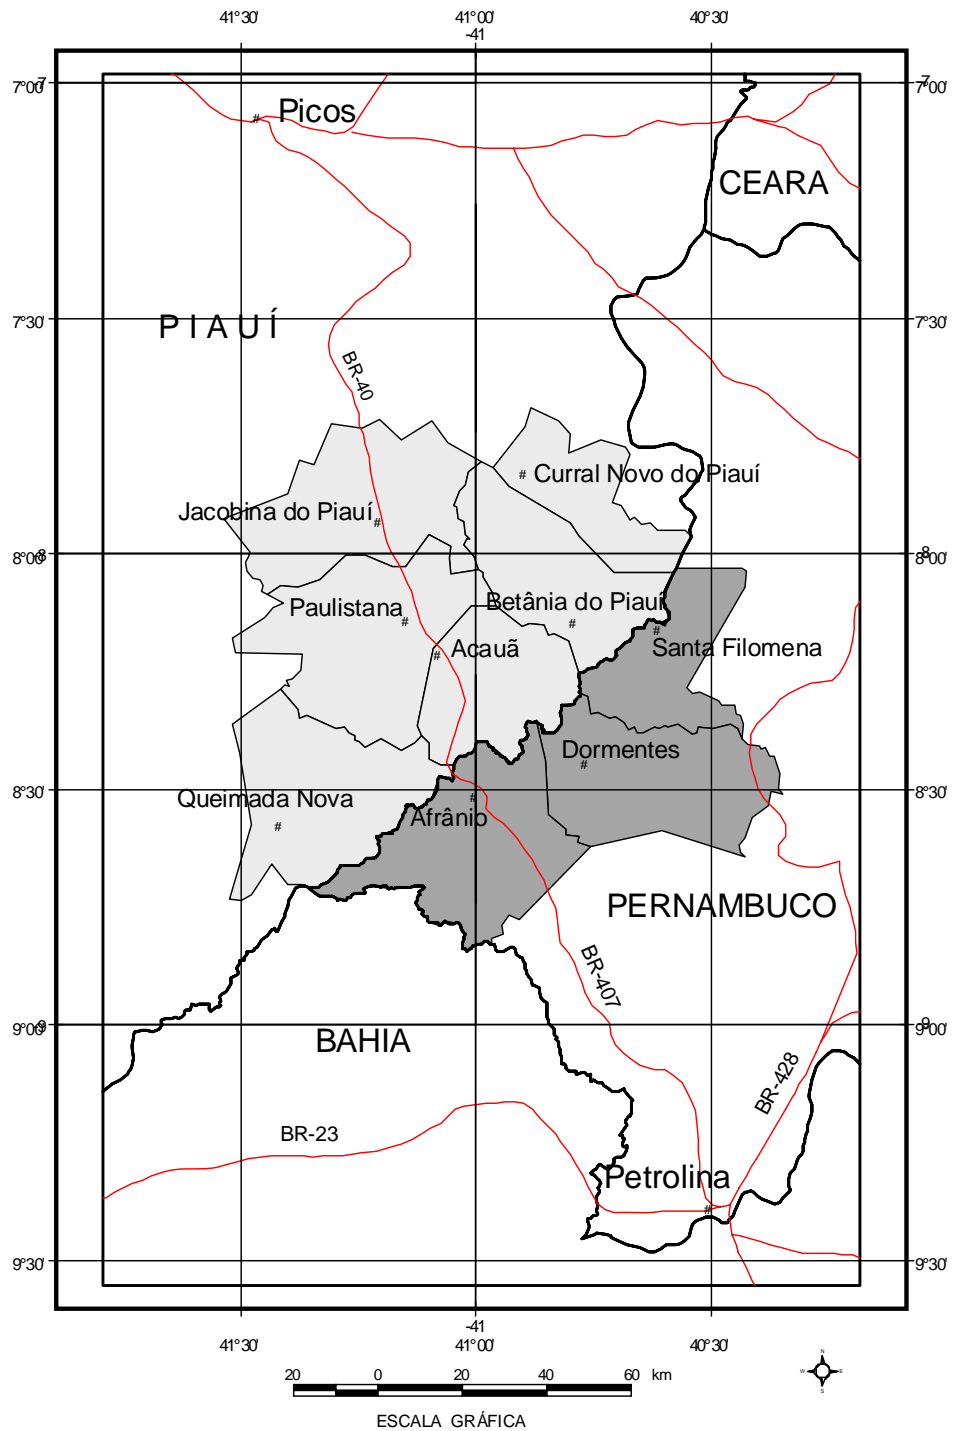 41°30' 41°00' 40°30'
-41
7°00' 7 7 7°00'
Picos
#
CEARA
PIAUÍ
7°30' 7°30'
BR-40
Curral Novo do Piauí
#
Jacobina do Piauí
#
8°00' 8 8 8°00'
Betânia do Piauí
#
Paulistana
#
Santa Filomena
#
Acauã
#
Dormentes
#
8°30' 8°30'
Queimada Nova
#
Afrânio
#
PERNAMBUCO
BR-407
9°00' 9 9 9°00'
BAHIA
BR-428
BR-23
Petrolina
#
9°30' 9°30'
-41
41°30' 41°00' 40°30'
N
W E
S
20 0 20 40 60 km
ESCALA GRÁFICA